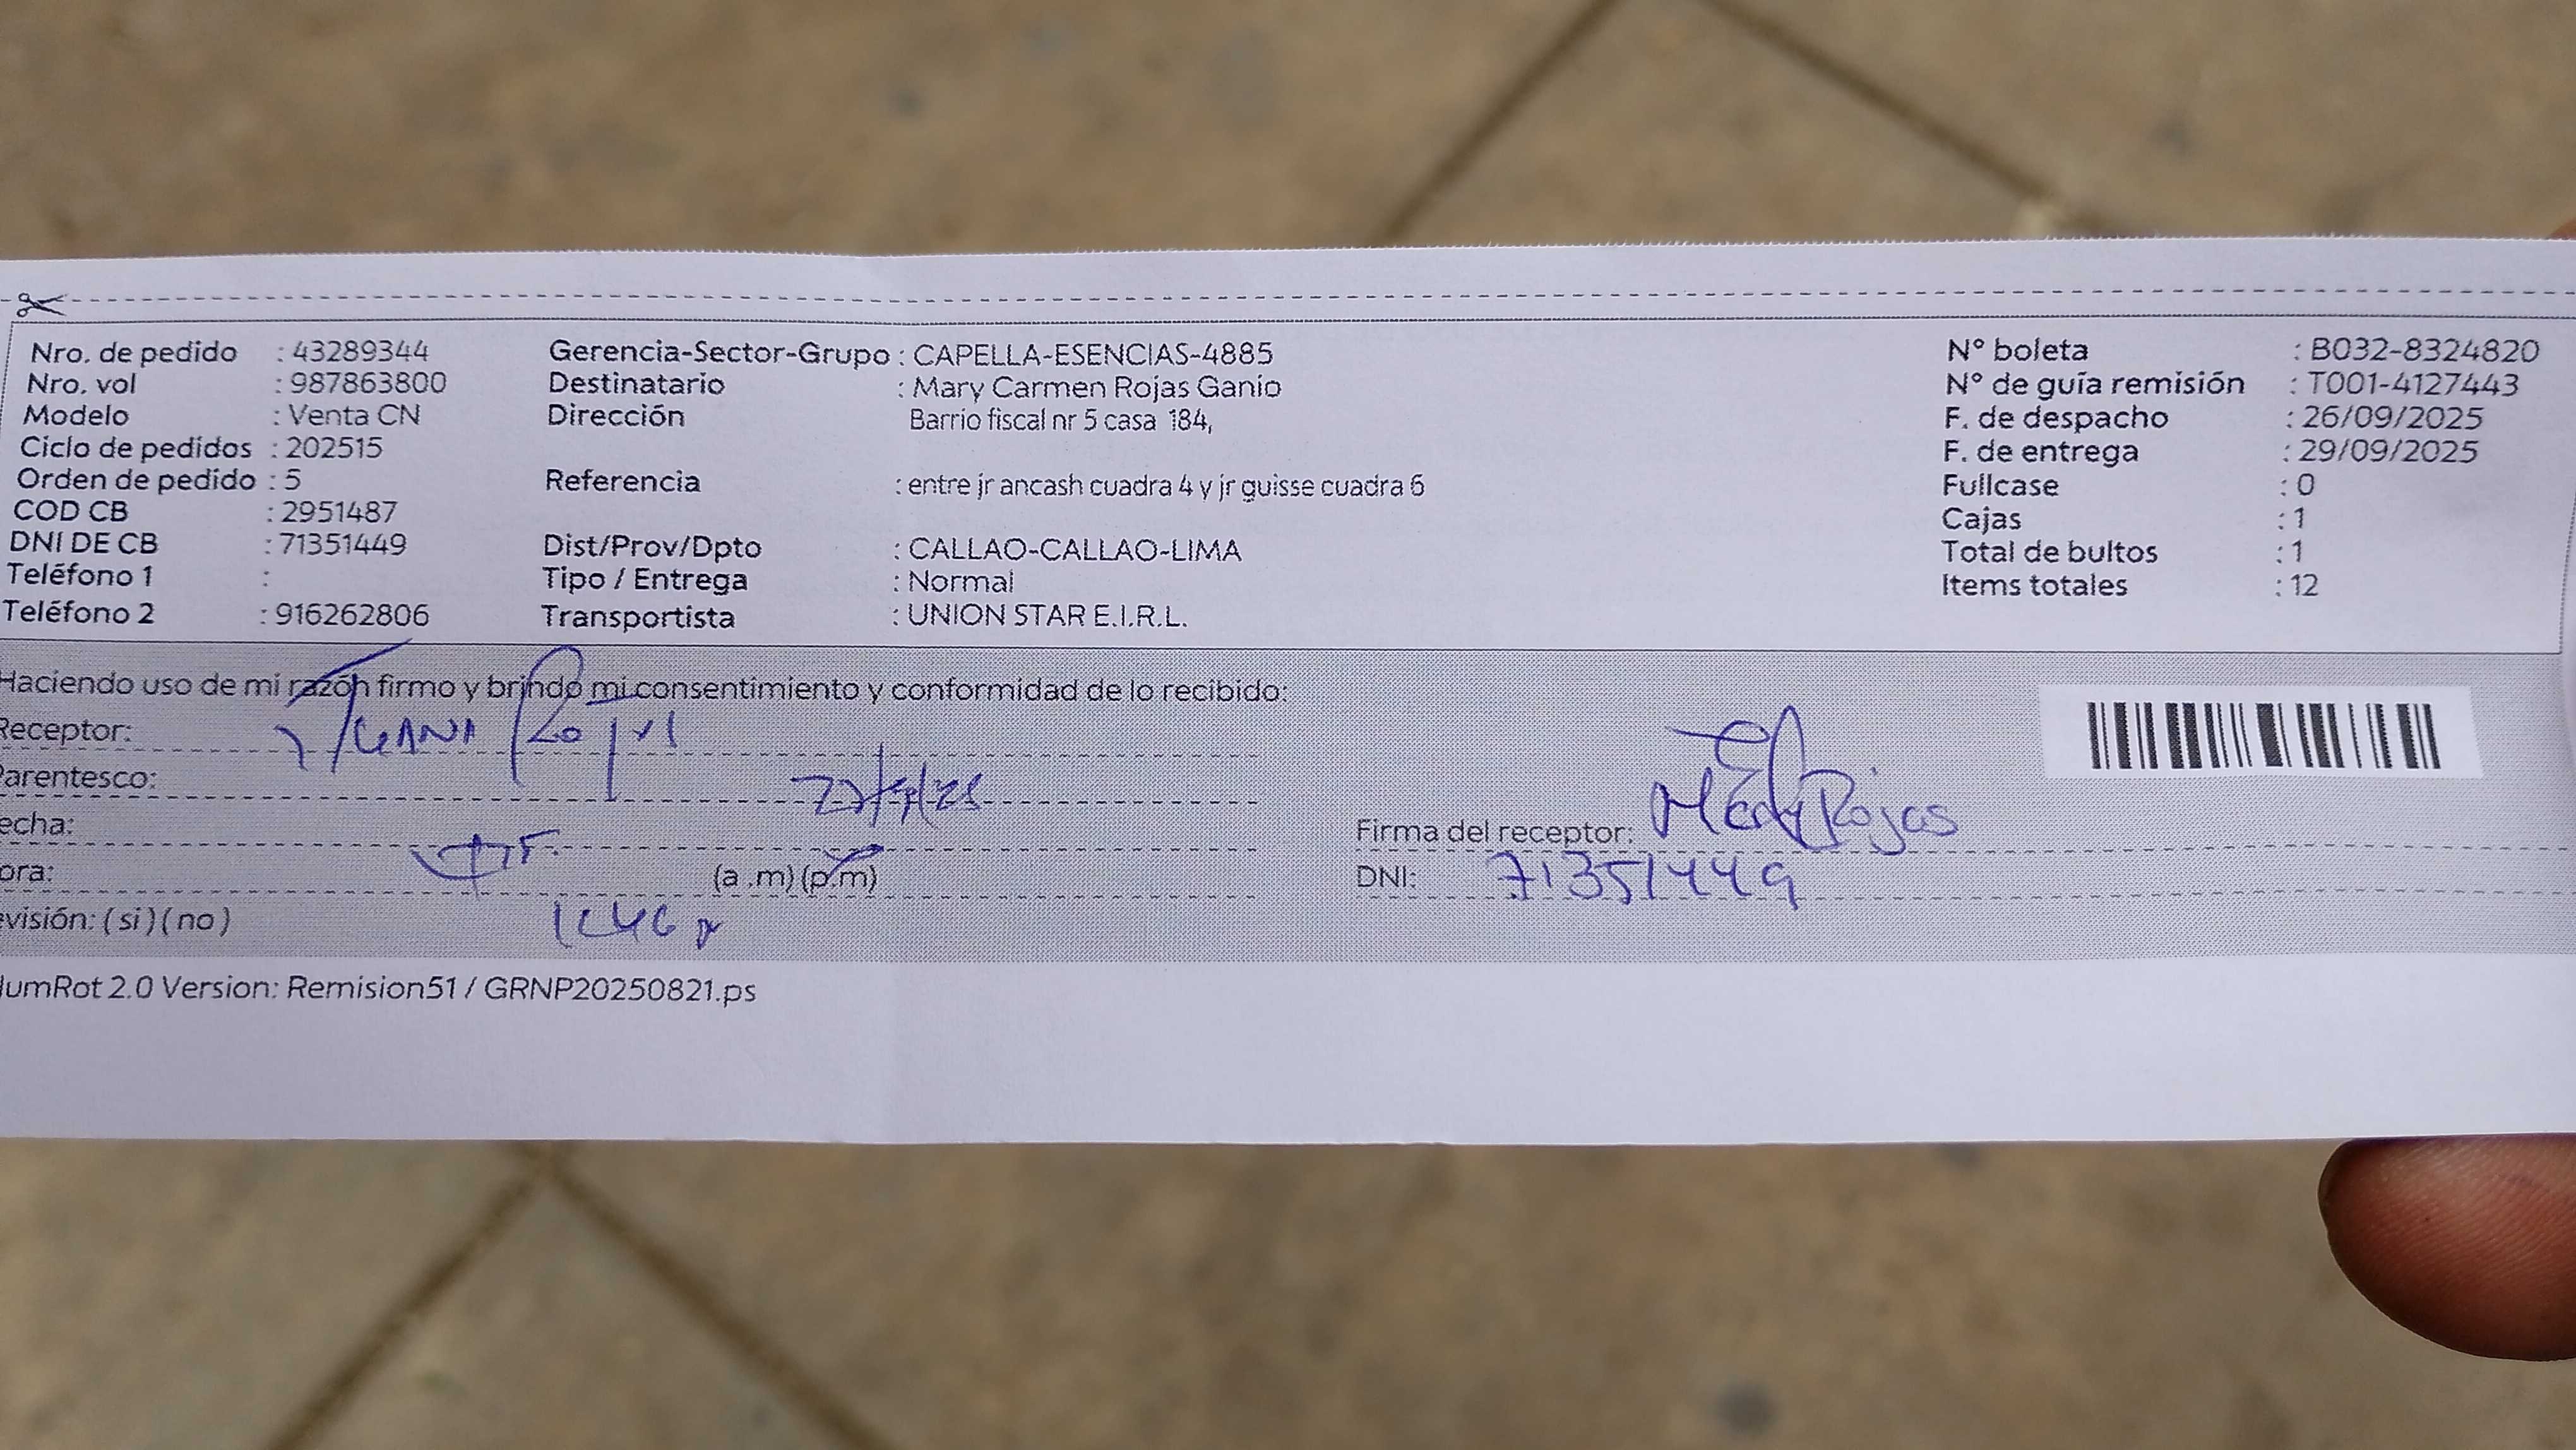 Nro. de pedido : 43289344
Nro. vol : 987863800
Modelo : Venta CN
Ciclo de pedidos : 202515
Orden de pedido : 5
COD CB : 2951487
DNI DE CB : 71351449
Teléfono 1 :
Teléfono 2 : 916262806
Gerencia-Sector-Grupo : CAPELLA-ESENCIAS-4885
Destinatario : Mary Carmen Rojas Ganio
Dirección Barrio fiscal nr 5 casa 184,
Referencia : entre jr ancash cuadra 4 y jr guisse cuadra 6
Dist/Prov/Dpto : CALLAO-CALLAO-LIMA
Tipo / Entrega : Normal
Transportista : UNION STAR E.I.R.L.
N° boleta : B032-8324820
N° de guía remisión : T001-4127443
F. de despacho : 26/09/2025
F. de entrega : 29/09/2025
Fullcase : 0
Cajas : 1
Total de bultos : 1
Items totales : 12
Haciendo uso de mi razón firmo y brindo mi consentimiento y conformidad de lo recibido:
Receptor:
Parentesco:
echa:
ora: (a .m) (p.m)
evisión: ( si ) ( no )
Firma del receptor: Rojas
DNI: 71351449
umRot 2.0 Version: Remision51 / GRNP20250821.ps